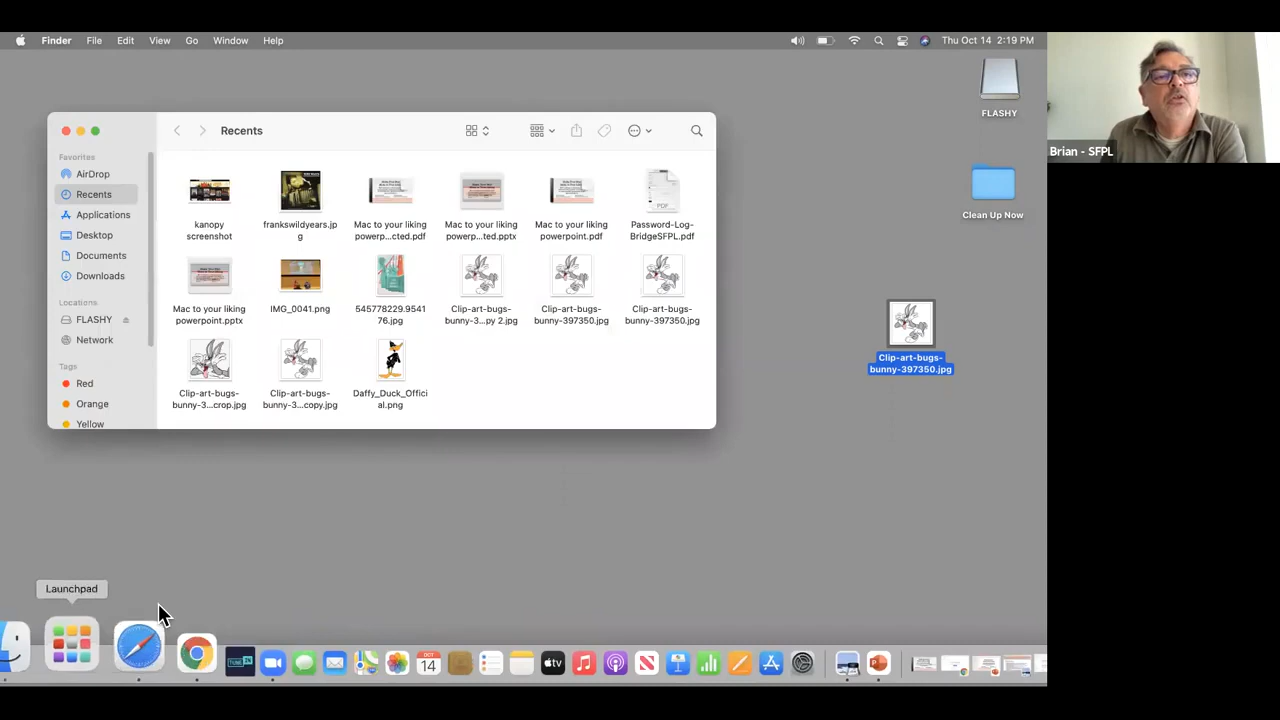 Finder File Edit View Go Window Help Thu Oct 14 2:19 PM
Brian - SFPL
FLASHY
Clean Up Now
Clip-art-bugs-
bunny-397350.jpg
Recents
Favorites
AirDrop
Recents
Applications
Desktop
Documents
Downloads
Locations
FLASHY
Network
Tags
Red
Orange
Yellow
kanopy
screenshot
frankswildyears.jp
g
Mac to your liking
powerp...cted.pdf
Mac to your liking
powerp...ted.pptx
Mac to your liking
powerpoint.pdf
PDF
Password-Log-
BridgeSFPL.pdf
Mac to your liking
powerpoint.pptx
IMG_0041.png
545778229.9541
76.jpg
Clip-art-bugs-
bunny-3...py 2.jpg
Clip-art-bugs-
bunny-397350.jpg
Clip-art-bugs-
bunny-397350.jpg
Clip-art-bugs-
bunny-3...crop.jpg
Clip-art-bugs-
bunny-3...copy.jpg
Daffy_Duck_Offici
al.png
Launchpad
OCT
14
tv